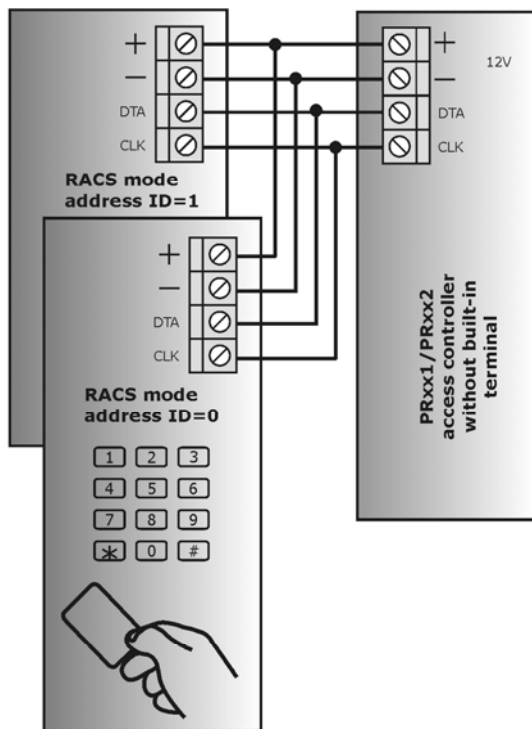 +
−
DTA
CLK
RACS mode
address ID=1
+
−
DTA
CLK
12V
PRxx1/PRxx2
access controller
without built-in
terminal
+
−
DTA
CLK
RACS mode
address ID=0
1 2 3
4 5 6
7 8 9
* 0 #